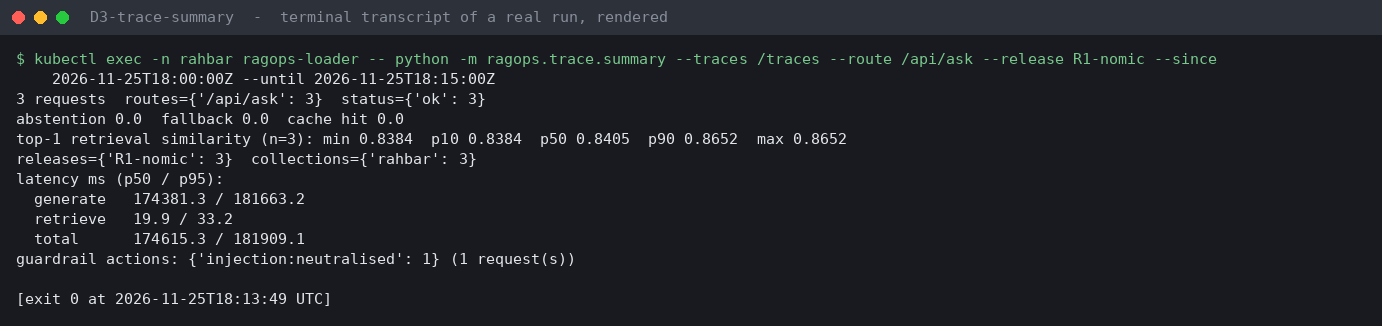 D3-trace-summary  -  terminal transcript of a real run, rendered
$ kubectl exec -n rahbar ragops-loader -- python -m ragops.trace.summary --traces /traces --route /api/ask --release R1-nomic --since
    2026-11-25T18:00:00Z --until 2026-11-25T18:15:00Z
3 requests  routes={'/api/ask': 3}  status={'ok': 3}
abstention 0.0  fallback 0.0  cache hit 0.0
top-1 retrieval similarity (n=3): min 0.8384  p10 0.8384  p50 0.8405  p90 0.8652  max 0.8652
releases={'R1-nomic': 3}  collections={'rahbar': 3}
latency ms (p50 / p95):
  generate   174381.3 / 181663.2
  retrieve   19.9 / 33.2
  total      174615.3 / 181909.1
guardrail actions: {'injection:neutralised': 1} (1 request(s))
[exit 0 at 2026-11-25T18:13:49 UTC]